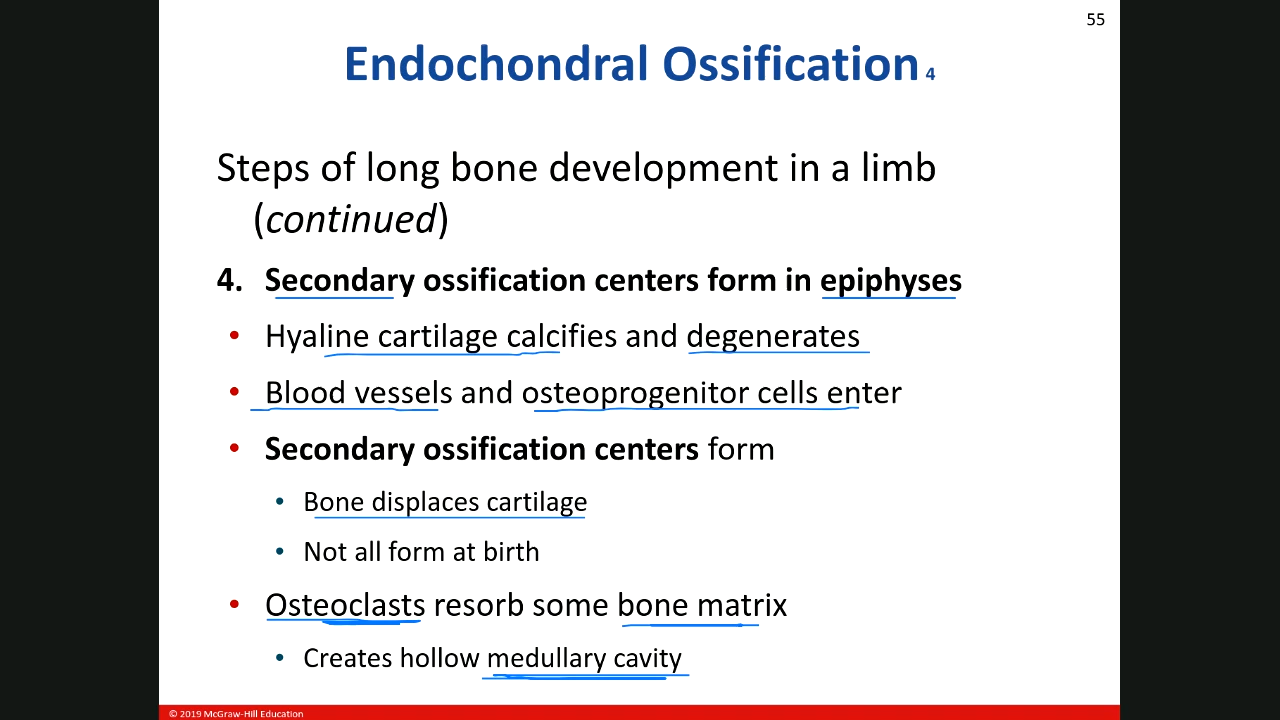 55
Endochondral Ossification 4
Steps of long bone development in a limb
(continued)
4. Secondary ossification centers form in epiphyses
• Hyaline cartilage calcifies and degenerates
• Blood vessels and osteoprogenitor cells enter
• Secondary ossification centers form
• Bone displaces cartilage
• Not all form at birth
• Osteoclasts resorb some bone matrix
• Creates hollow medullary cavity
© 2019 McGraw-Hill Education